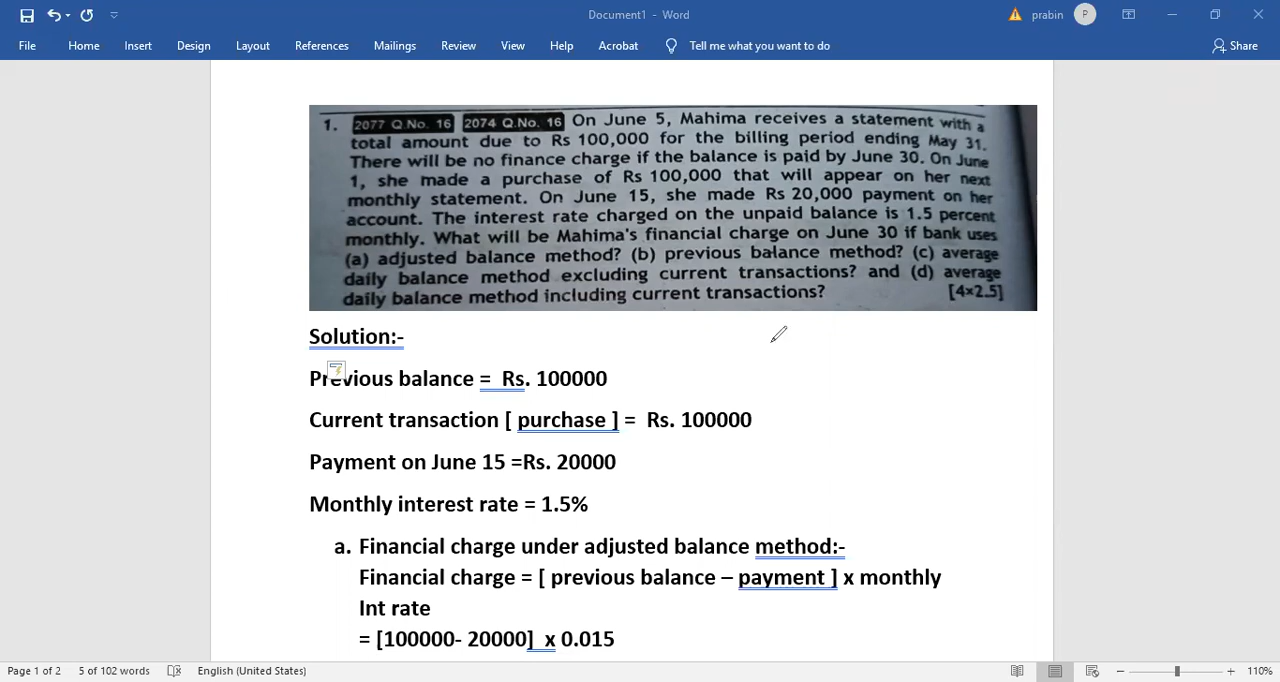 Document1 - Word
prabin
P
File Home Insert Design Layout References Mailings Review View Help Acrobat Tell me what you want to do Share
1. 2077 Q.No. 16 2074 Q.No. 16 On June 5, Mahima receives a statement with a
total amount due to Rs 100,000 for the billing period ending May 31.
There will be no finance charge if the balance is paid by June 30. On June
1, she made a purchase of Rs 100,000 that will appear on her next
monthly statement. On June 15, she made Rs 20,000 payment on her
account. The interest rate charged on the unpaid balance is 1.5 percent
monthly. What will be Mahima's financial charge on June 30 if bank uses
(a) adjusted balance method? (b) previous balance method? (c) average
daily balance method excluding current transactions? and (d) average
daily balance method including current transactions? [4×2.5]
Solution:-
Previous balance = Rs. 100000
Current transaction [ purchase ] = Rs. 100000
Payment on June 15 =Rs. 20000
Monthly interest rate = 1.5%
a. Financial charge under adjusted balance method:-
Financial charge = [ previous balance – payment ] x monthly
Int rate
= [100000- 20000] x 0.015
Page 1 of 2 5 of 102 words English (United States) 110%